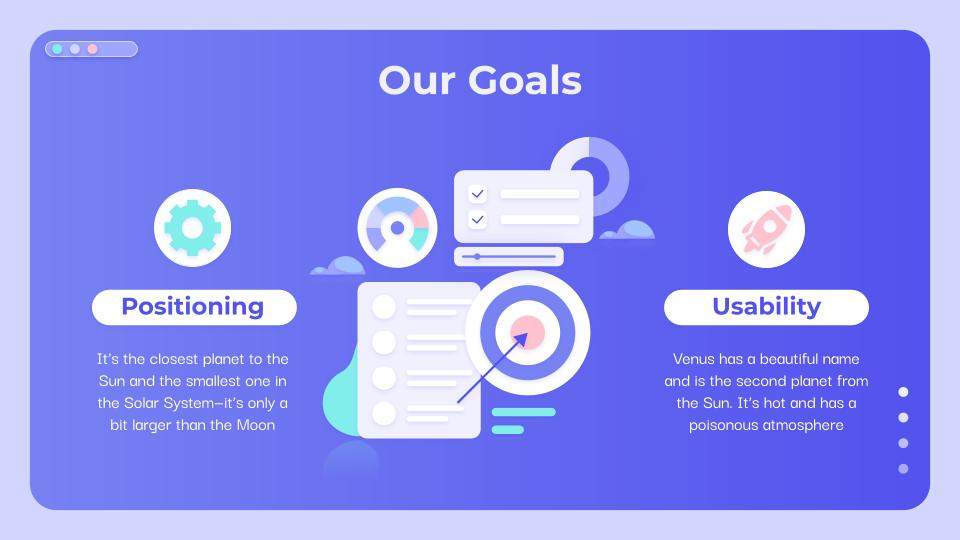 Our Goals
Positioning
It's the closest planet to the
Sun and the smallest one in
the Solar System—it's only a
bit larger than the Moon
Usability
Venus has a beautiful name
and is the second planet from
the Sun. It's hot and has a
poisonous atmosphere